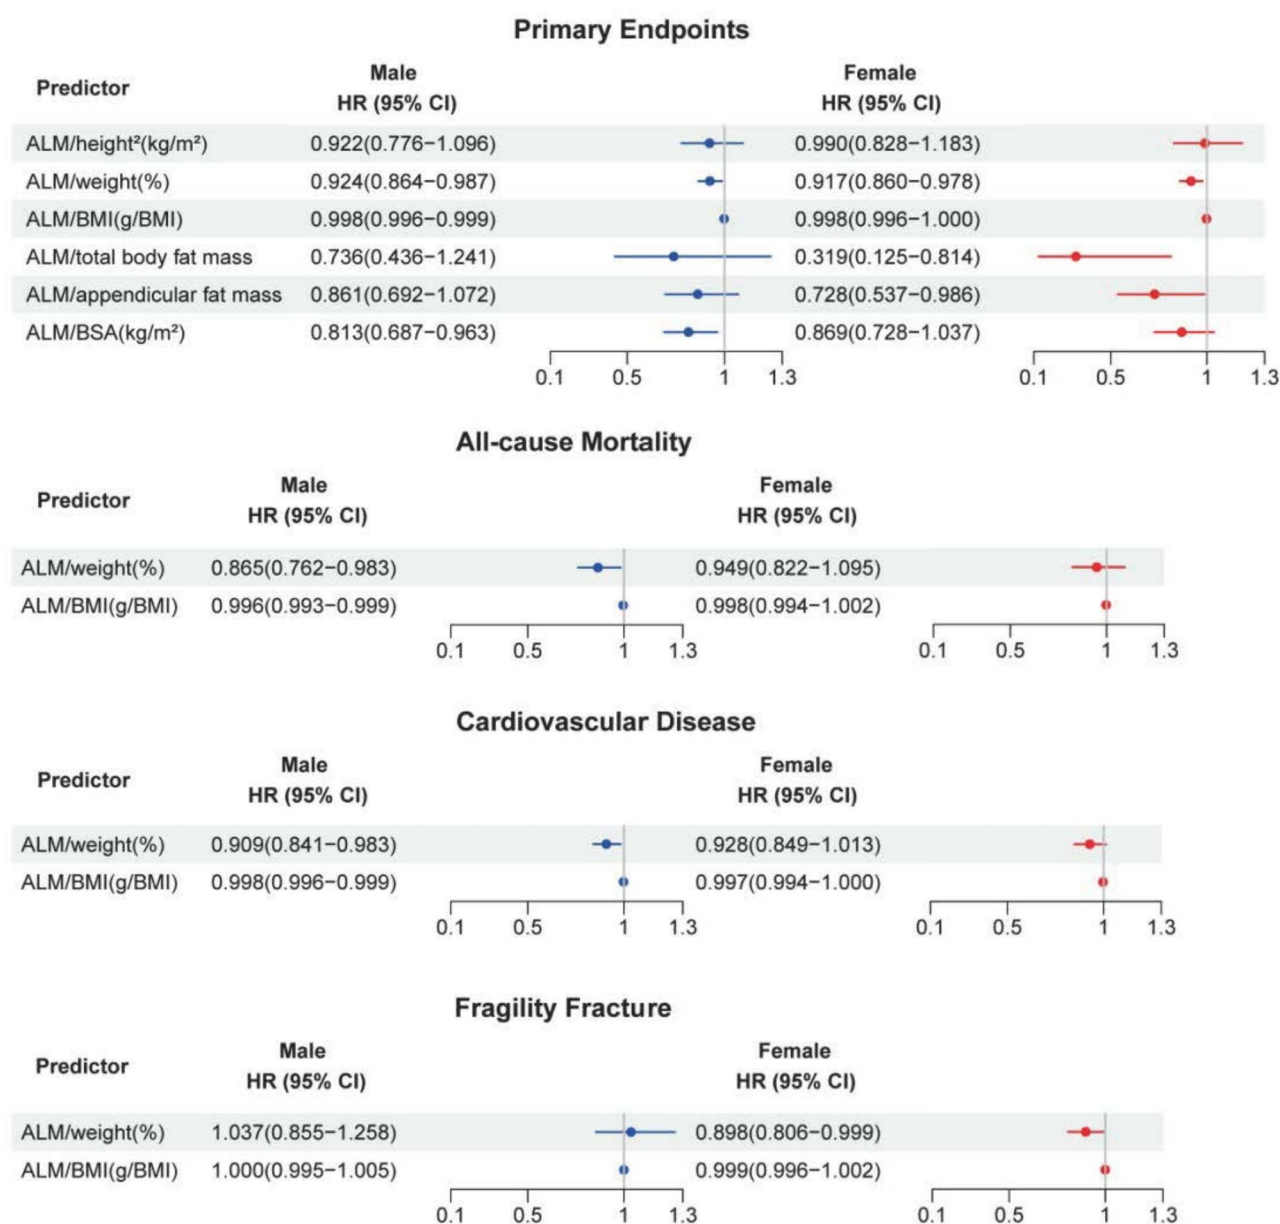 Primary Endpoints
Predictor Male Female
HR (95% CI) HR (95% CI)
ALM/height²(kg/m²) 0.922(0.776−1.096) 0.990(0.828−1.183)
ALM/weight(%) 0.924(0.864−0.987) 0.917(0.860−0.978)
ALM/BMI(g/BMI) 0.998(0.996−0.999) 0.998(0.996−1.000)
ALM/total body fat mass 0.736(0.436−1.241) 0.319(0.125−0.814)
ALM/appendicular fat mass 0.861(0.692−1.072) 0.728(0.537−0.986)
ALM/BSA(kg/m²) 0.813(0.687−0.963) 0.869(0.728−1.037)
0.1 0.5 1 1.3 0.1 0.5 1 1.3
All-cause Mortality
Predictor Male Female
HR (95% CI) HR (95% CI)
ALM/weight(%) 0.865(0.762−0.983) 0.949(0.822−1.095)
ALM/BMI(g/BMI) 0.996(0.993−0.999) 0.998(0.994−1.002)
0.1 0.5 1 1.3 0.1 0.5 1 1.3
Cardiovascular Disease
Predictor Male Female
HR (95% CI) HR (95% CI)
ALM/weight(%) 0.909(0.841−0.983) 0.928(0.849−1.013)
ALM/BMI(g/BMI) 0.998(0.996−0.999) 0.997(0.994−1.000)
0.1 0.5 1 1.3 0.1 0.5 1 1.3
Fragility Fracture
Predictor Male Female
HR (95% CI) HR (95% CI)
ALM/weight(%) 1.037(0.855−1.258) 0.898(0.806−0.999)
ALM/BMI(g/BMI) 1.000(0.995−1.005) 0.999(0.996−1.002)
0.1 0.5 1 1.3 0.1 0.5 1 1.3